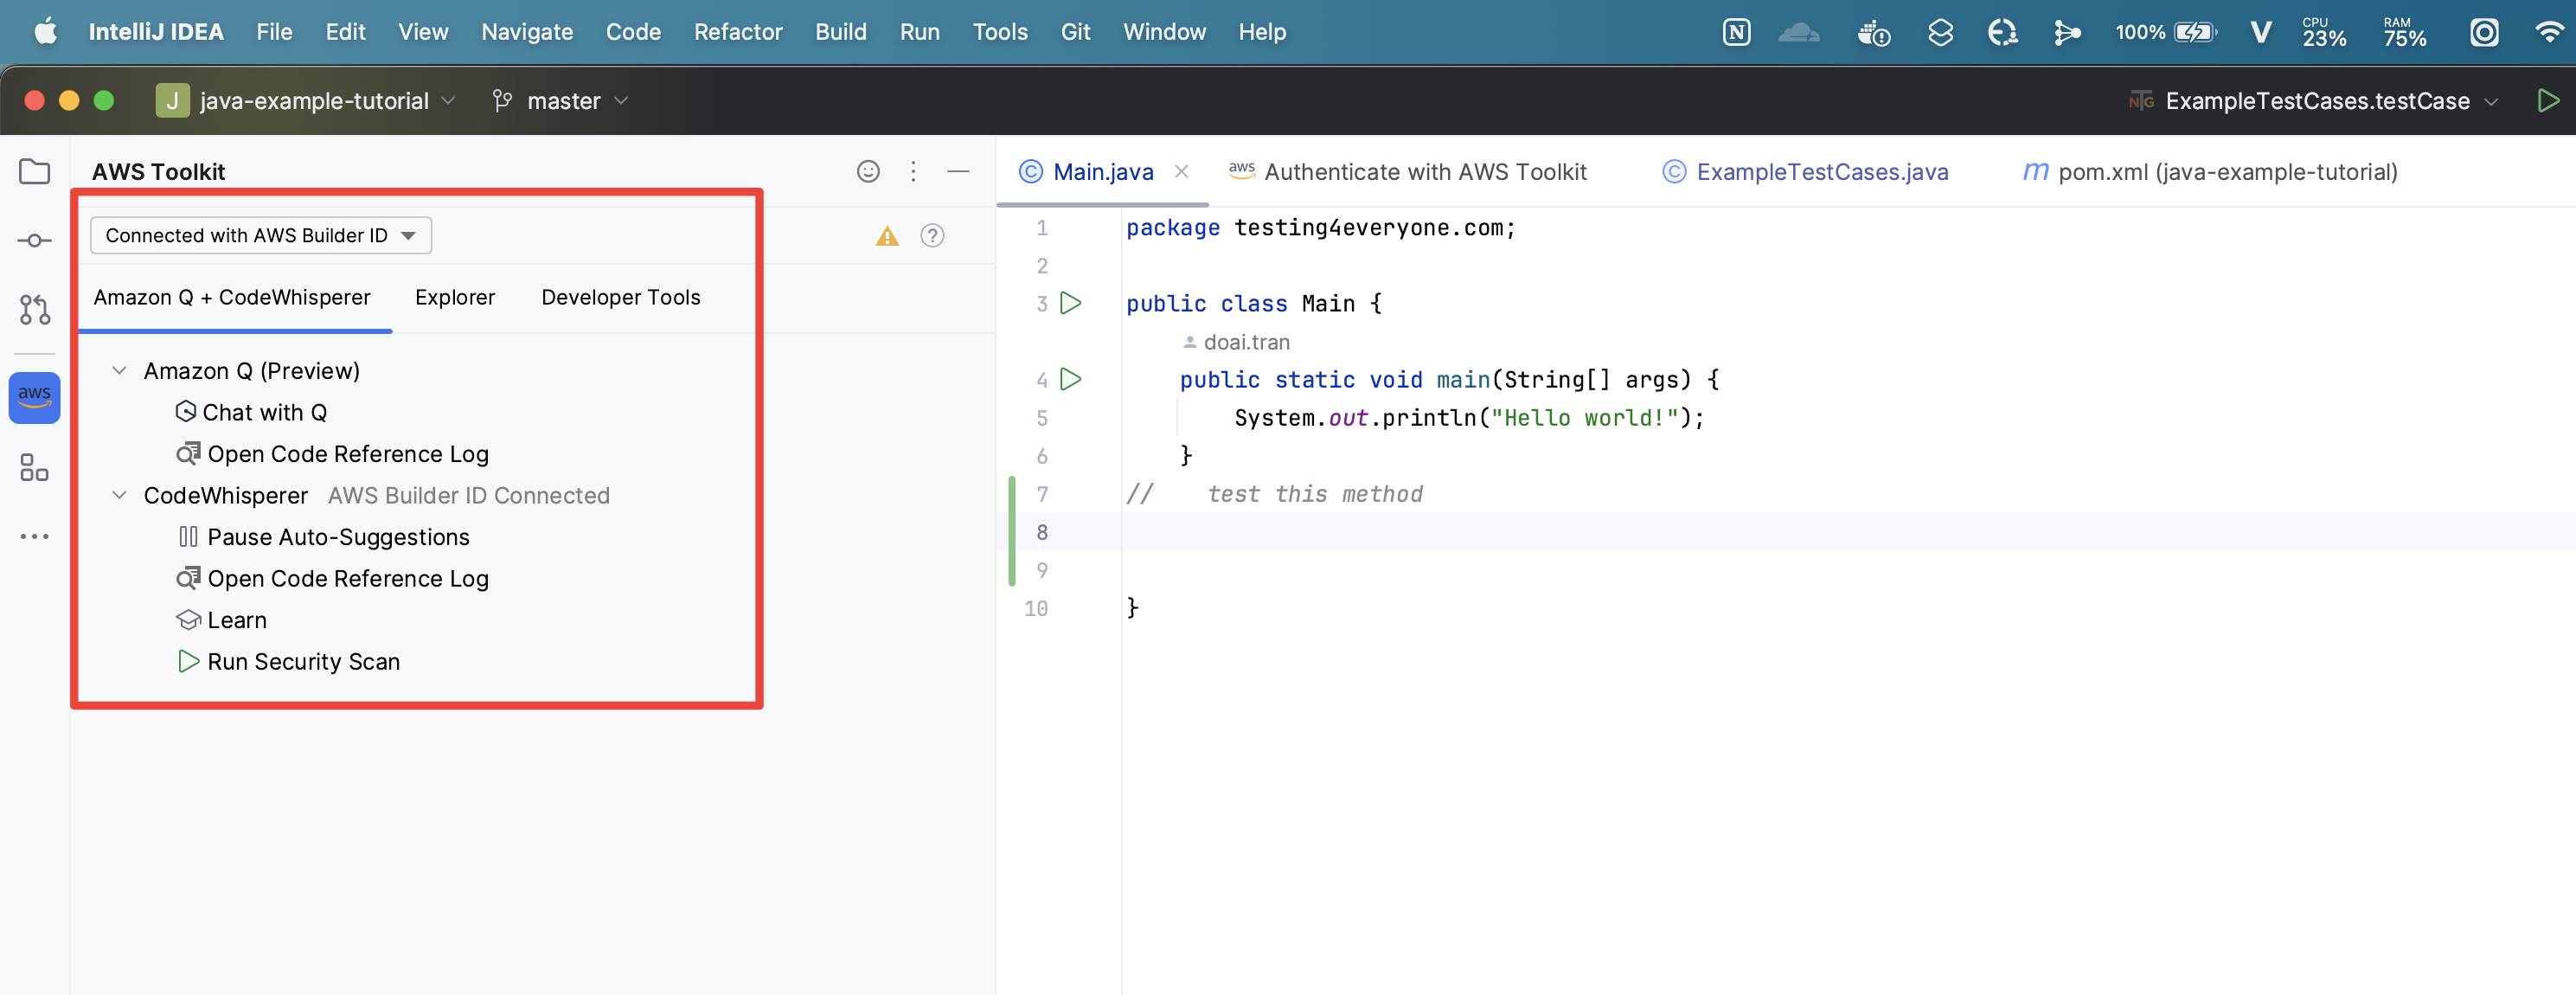 IntelliJ IDEA File Edit View Navigate Code Refactor Build Run Tools Git Window Help N 100% V CPU 23% RAM 75%
J java-example-tutorial master NTG ExampleTestCases.testCase
AWS Toolkit
Connected with AWS Builder ID ?
Amazon Q + CodeWhisperer Explorer Developer Tools
Amazon Q (Preview)
Chat with Q
Open Code Reference Log
CodeWhisperer AWS Builder ID Connected
Pause Auto-Suggestions
Open Code Reference Log
Learn
Run Security Scan
aws
C Main.java aws Authenticate with AWS Toolkit C ExampleTestCases.java m pom.xml (java-example-tutorial)
1 package testing4everyone.com;
2
3 public class Main {
doai.tran
4 public static void main(String[] args) {
5 System.out.println("Hello world!");
6 }
7 // test this method
8
9
10 }